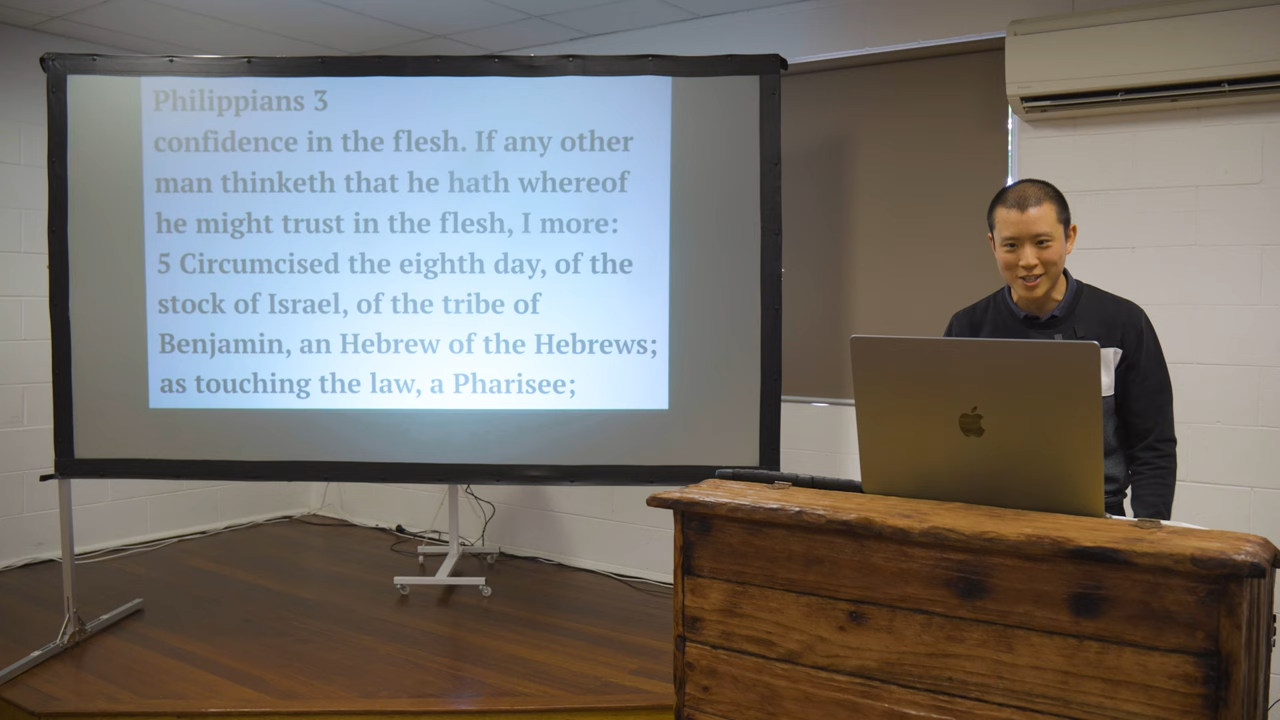 Philippians 3
confidence in the flesh. If any other
man thinketh that he hath whereof
he might trust in the flesh, I more:
5 Circumcised the eighth day, of the
stock of Israel, of the tribe of
Benjamin, an Hebrew of the Hebrews;
as touching the law, a Pharisee;